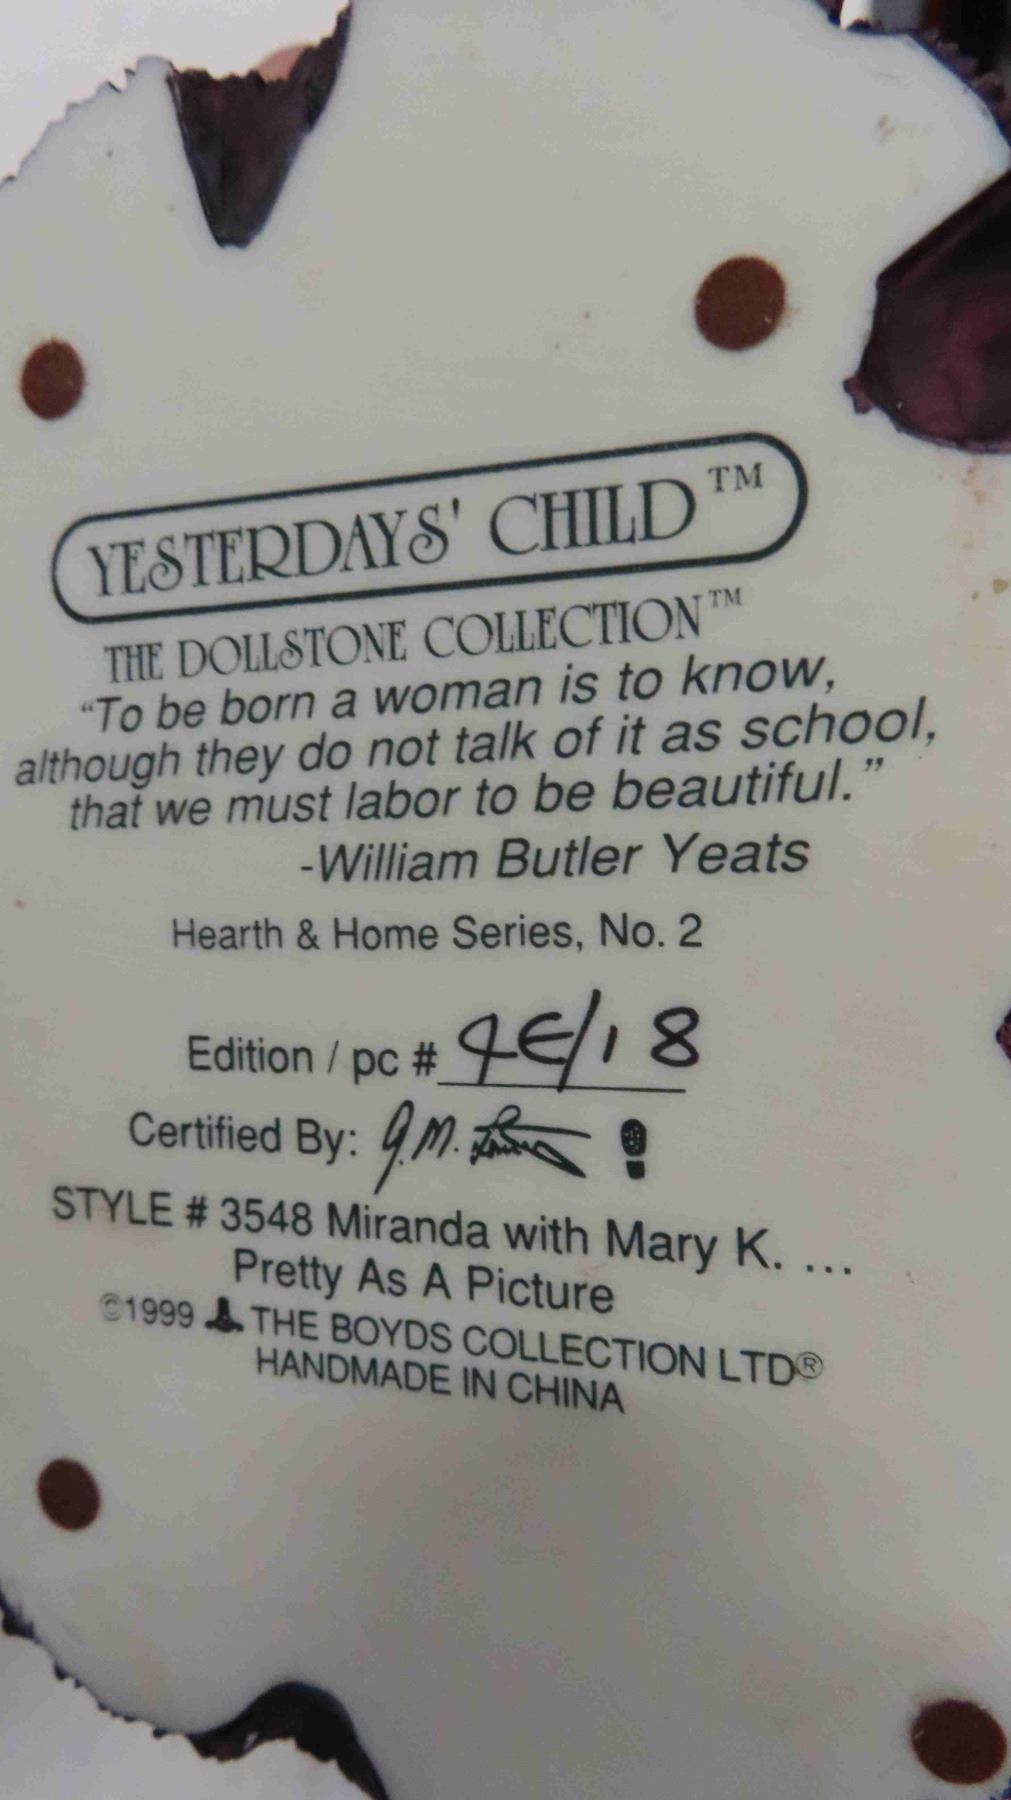 YESTERDAYS' CHILD™
THE DOLLSTONE COLLECTION™
“To be born a woman is to know,
although they do not talk of it as school,
that we must labor to be beautiful.”
-William Butler Yeats
Hearth & Home Series, No. 2
Edition / pc # 4E/18
Certified By: G.M.
STYLE # 3548 Miranda with Mary K. ...
Pretty As A Picture
©1999 THE BOYDS COLLECTION LTD®
HANDMADE IN CHINA